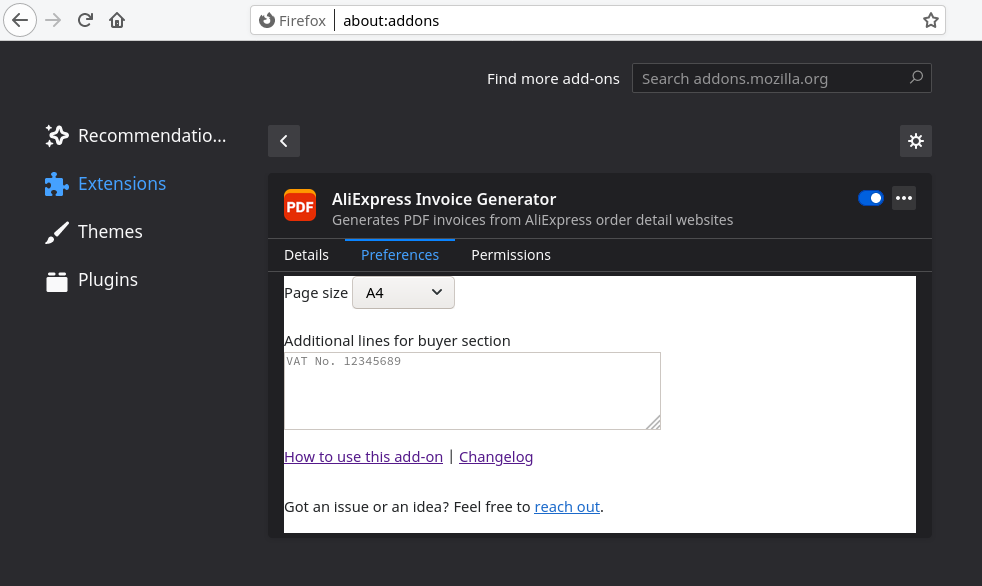 Firefox about:addons
Find more add-ons Search addons.mozilla.org
Recommendatio...
Extensions
Themes
Plugins
PDF AliExpress Invoice Generator
Generates PDF invoices from AliExpress order detail websites
Details Preferences Permissions
Page size A4
Additional lines for buyer section
VAT No. 12345689
How to use this add-on | Changelog
Got an issue or an idea? Feel free to reach out.